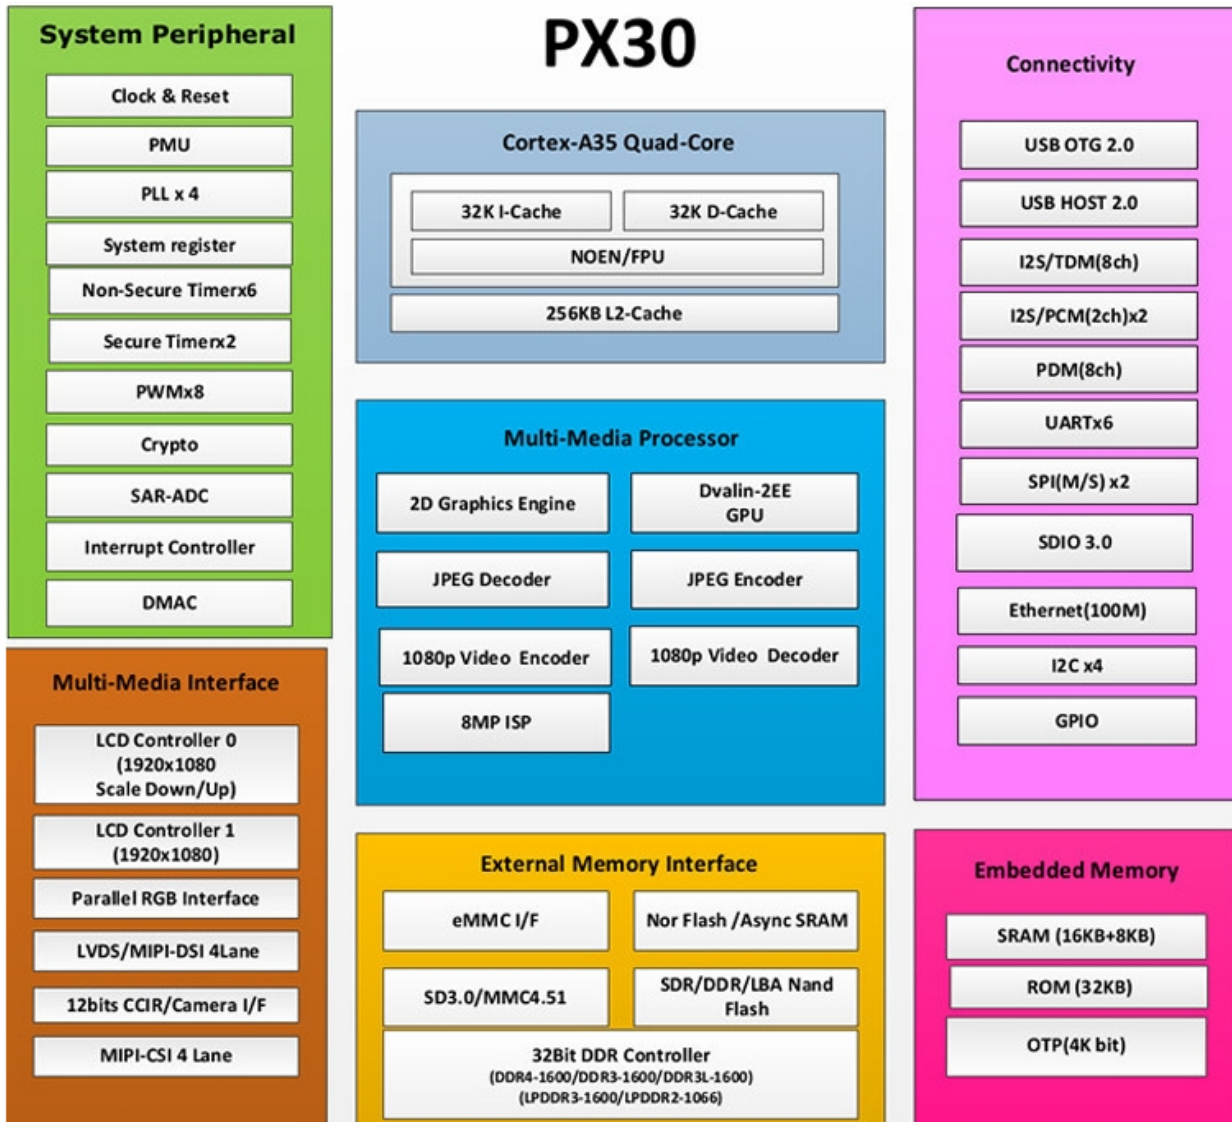 System Peripheral
Clock & Reset
PMU
PLL x 4
System register
Non-Secure Timerx6
Secure Timerx2
PWMx8
Crypto
SAR-ADC
Interrupt Controller
DMAC
Multi-Media Interface
LCD Controller 0
(1920x1080
Scale Down/Up)
LCD Controller 1
(1920x1080)
Parallel RGB Interface
LVDS/MIPI-DSI 4Lane
12bits CCIR/Camera I/F
MIPI-CSI 4 Lane
PX30
Cortex-A35 Quad-Core
32K I-Cache
32K D-Cache
NOEN/FPU
256KB L2-Cache
Multi-Media Processor
2D Graphics Engine
Dvalin-2EE
GPU
JPEG Decoder
JPEG Encoder
1080p Video Encoder
1080p Video Decoder
8MP ISP
External Memory Interface
eMMC I/F
Nor Flash /Async SRAM
SD3.0/MMC4.51
SDR/DDR/LBA Nand
Flash
32Bit DDR Controller
(DDR4-1600/DDR3-1600/DDR3L-1600)
(LPDDR3-1600/LPDDR2-1066)
Connectivity
USB OTG 2.0
USB HOST 2.0
I2S/TDM(8ch)
I2S/PCM(2ch)x2
PDM(8ch)
UARTx6
SPI(M/S) x2
SDIO 3.0
Ethernet(100M)
I2C x4
GPIO
Embedded Memory
SRAM (16KB+8KB)
ROM (32KB)
OTP(4K bit)